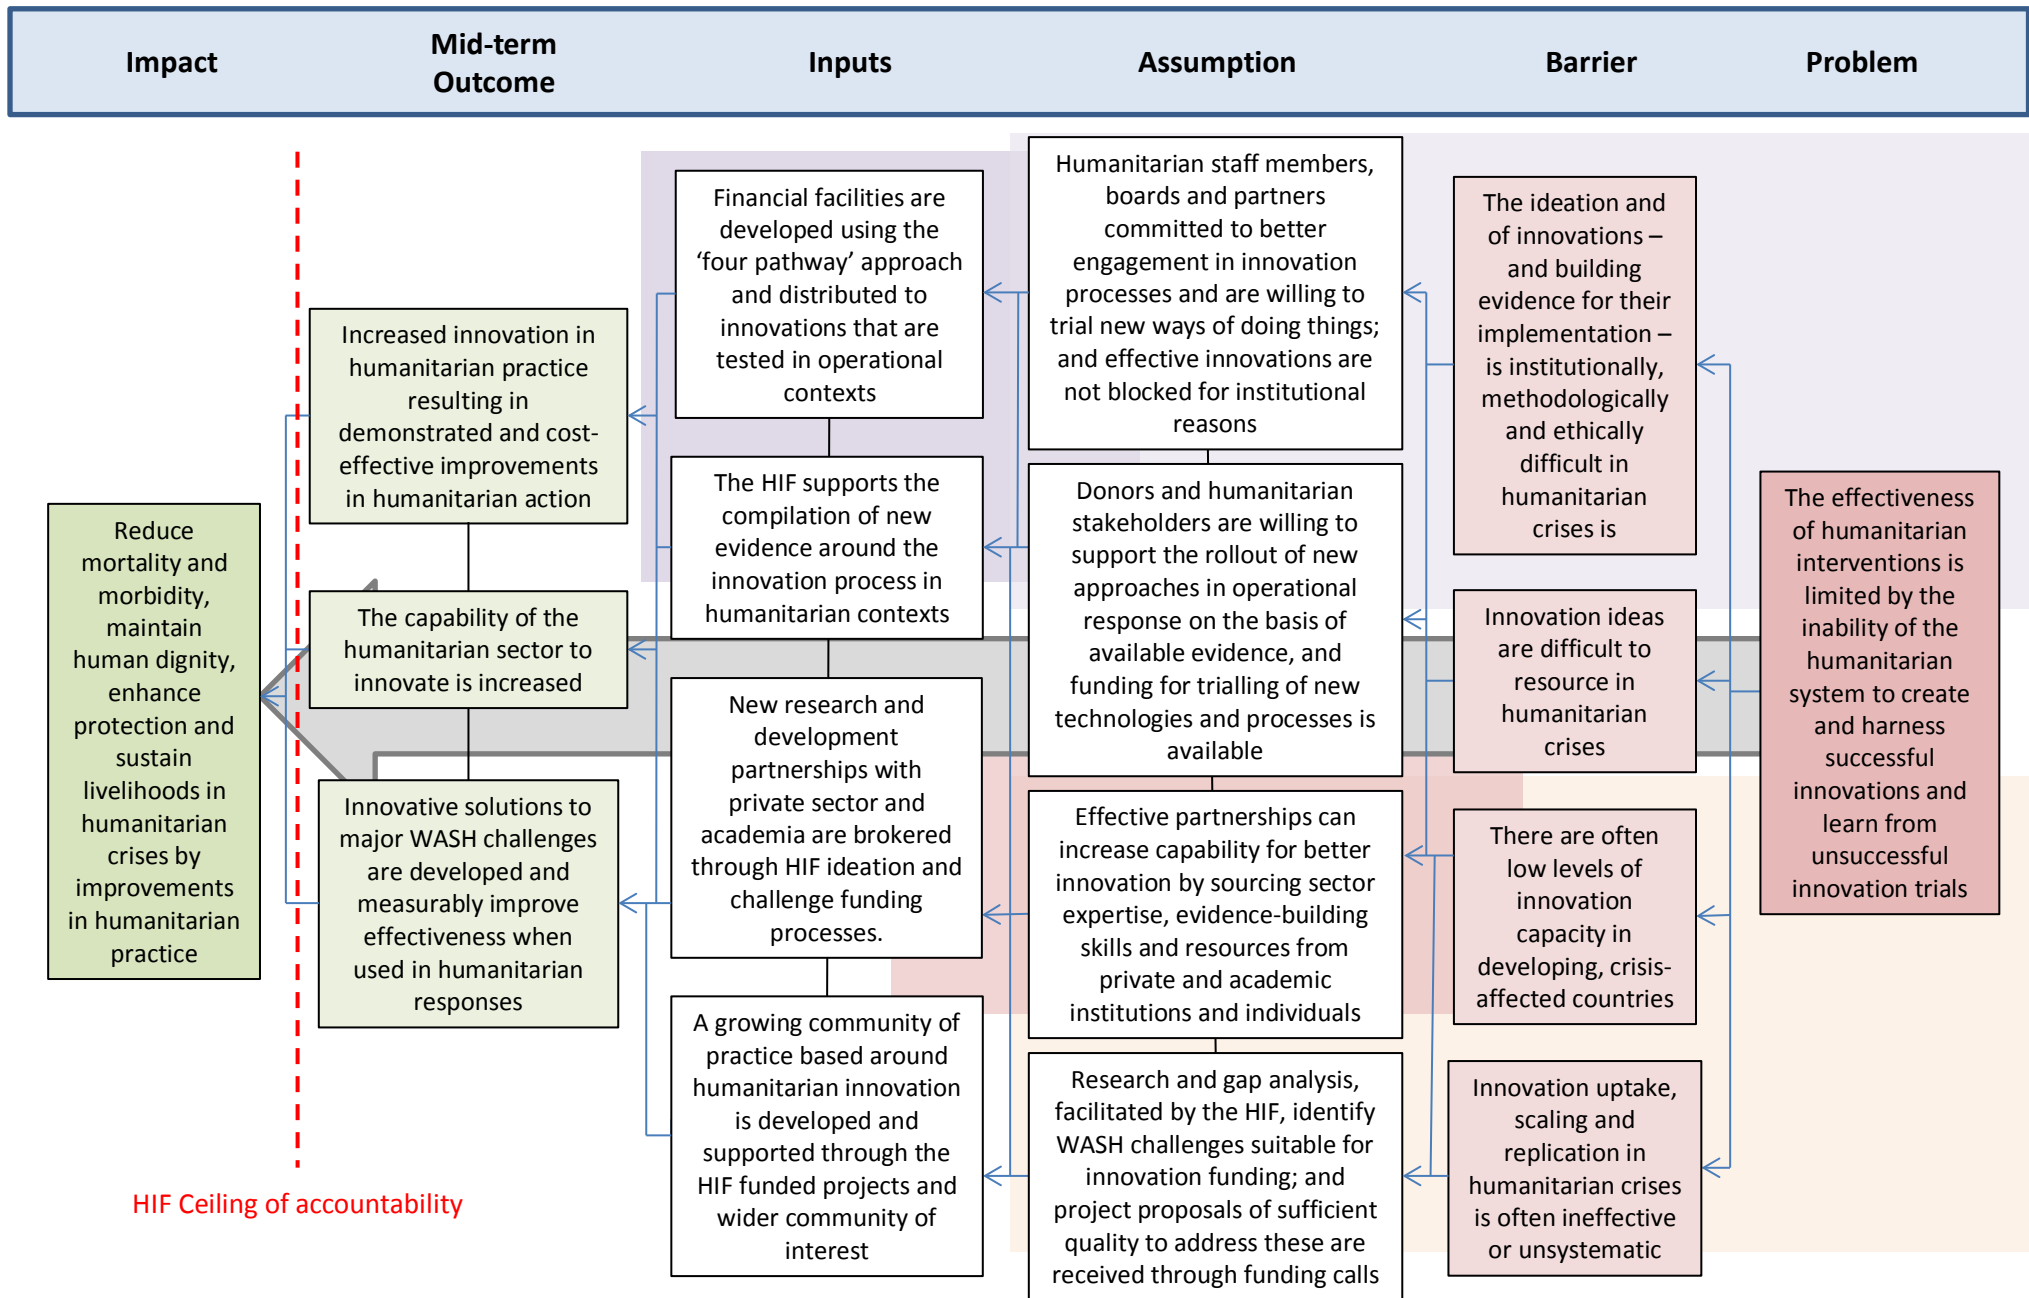 Impact
Mid-term
Outcome
Inputs
Assumption
Barrier
Problem
Reduce
mortality and
morbidity,
maintain
human dignity,
enhance
protection and
sustain
livelihoods in
humanitarian
crises by
improvements
in humanitarian
practice
HIF Ceiling of accountability
Increased innovation in
humanitarian practice
resulting in
demonstrated and cost-
effective improvements
in humanitarian action
The capability of the
humanitarian sector to
innovate is increased
Innovative solutions to
major WASH challenges
are developed and
measurably improve
effectiveness when
used in humanitarian
responses
Financial facilities are
developed using the
‘four pathway’ approach
and distributed to
innovations that are
tested in operational
contexts
The HIF supports the
compilation of new
evidence around the
innovation process in
humanitarian contexts
New research and
development
partnerships with
private sector and
academia are brokered
through HIF ideation and
challenge funding
processes.
A growing community of
practice based around
humanitarian innovation
is developed and
supported through the
HIF funded projects and
wider community of
interest
Humanitarian staff members,
boards and partners
committed to better
engagement in innovation
processes and are willing to
trial new ways of doing things;
and effective innovations are
not blocked for institutional
reasons
Donors and humanitarian
stakeholders are willing to
support the rollout of new
approaches in operational
response on the basis of
available evidence, and
funding for trialling of new
technologies and processes is
available
Effective partnerships can
increase capability for better
innovation by sourcing sector
expertise, evidence-building
skills and resources from
private and academic
institutions and individuals
Research and gap analysis,
facilitated by the HIF, identify
WASH challenges suitable for
innovation funding; and
project proposals of sufficient
quality to address these are
received through funding calls
The ideation and
of innovations –
and building
evidence for their
implementation –
is institutionally,
methodologically
and ethically
difficult in
humanitarian
crises is
Innovation ideas
are difficult to
resource in
humanitarian
crises
There are often
low levels of
innovation
capacity in
developing, crisis-
affected countries
Innovation uptake,
scaling and
replication in
humanitarian crises
is often ineffective
or unsystematic
The effectiveness
of humanitarian
interventions is
limited by the
inability of the
humanitarian
system to create
and harness
successful
innovations and
learn from
unsuccessful
innovation trials